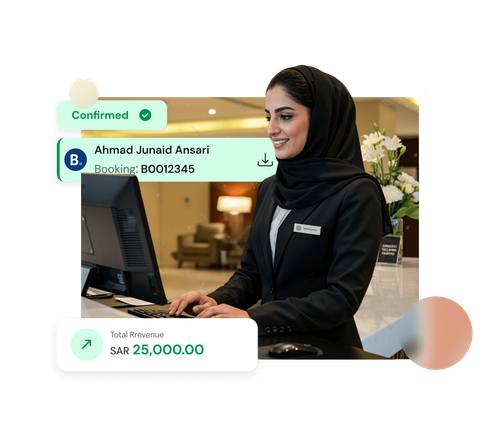 Confirmed
B.
Ahmad Junaid Ansari
Booking: B0012345
Total Rrevenue
SAR 25,000.00